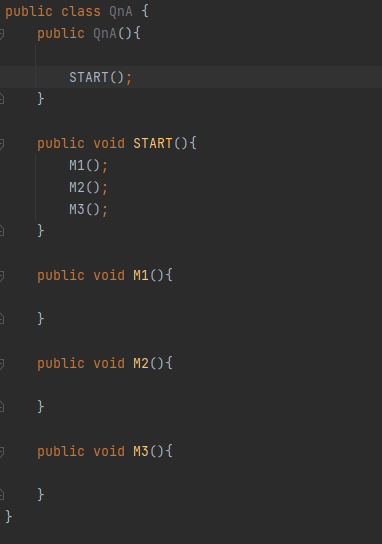 public class QnA {
    public QnA(){

        START();
    }

    public void START(){
        M1();
        M2();
        M3();
    }

    public void M1(){

    }

    public void M2(){

    }

    public void M3(){

    }
}